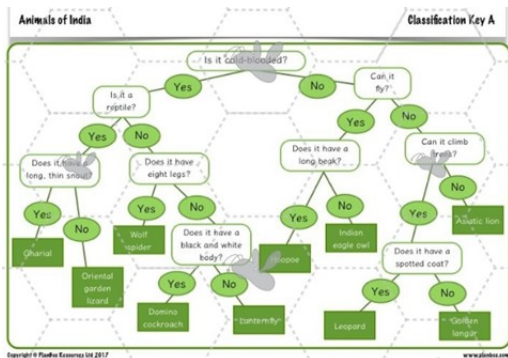 Animals of India
Classification Key A
Is it cold-blooded?
Yes
No
Is it a
reptile?
Can it
fly?
Yes
No
Yes
No
Does it have a
long, thin snout?
Does it have
eight legs?
Does it have a
long beak?
Can it climb
trees?
Yes
No
Yes
No
Yes
No
Yes
No
Gharial
Oriental
garden
lizard
Wolf
spider
Does it have a
black and white
body?
Hoopoe
Indian
eagle owl
Asiatic lion
Does it have a
spotted coat?
Yes
No
Yes
No
Domino
cockroach
Lanternfly
Leopard
Golden
langur
Copyright © PlanBee Resources Ltd 2017
www.planbee.com